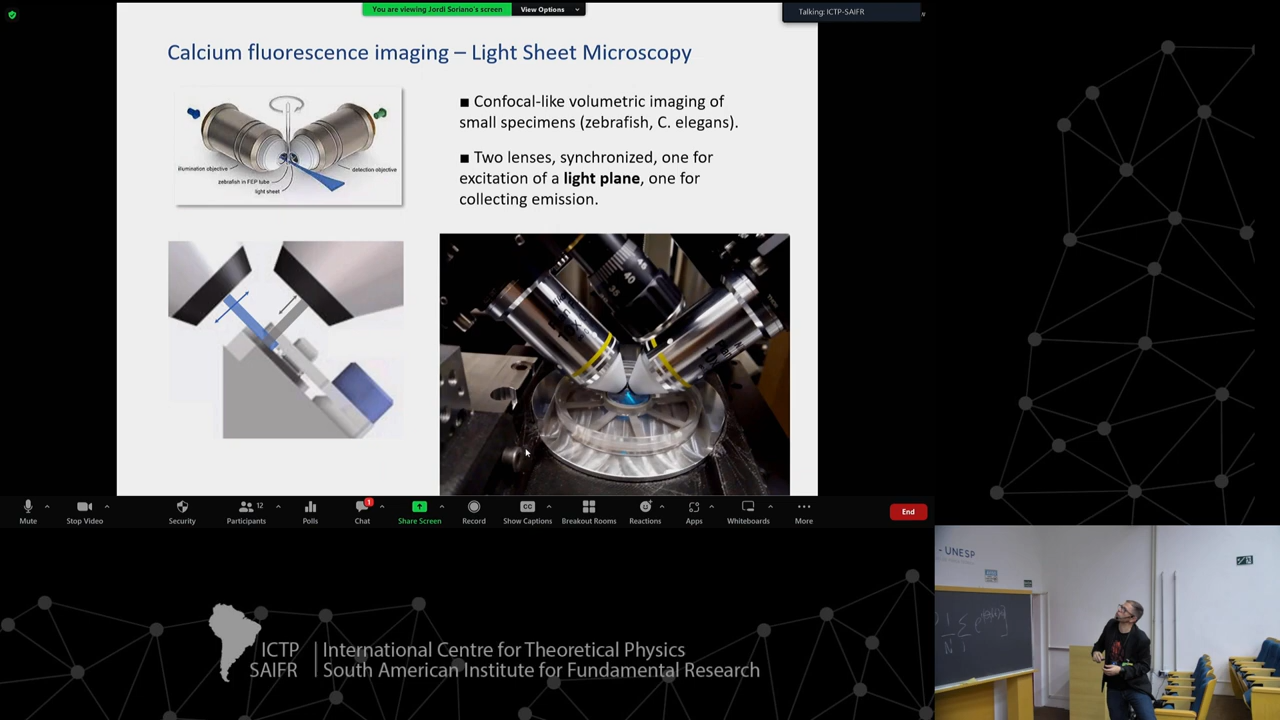 You are viewing Jordi Soriano's screen
View Options
Talking: ICTP-SAIFR
Calcium fluorescence imaging – Light Sheet Microscopy
illumination objective
detection objective
zebrafish in FEP tube
light sheet
■ Confocal-like volumetric imaging of
small specimens (zebrafish, C. elegans).
■ Two lenses, synchronized, one for
excitation of a light plane, one for
collecting emission.
45
40
35
Mute
Stop Video
Security
Participants
12
Polls
Chat
1
Share Screen
Record
CC
Show Captions
Breakout Rooms
Reactions
Apps
Whiteboards
More
End
- UNESP
ICTP
SAIFR
International Centre for Theoretical Physics
South American Institute for Fundamental Research